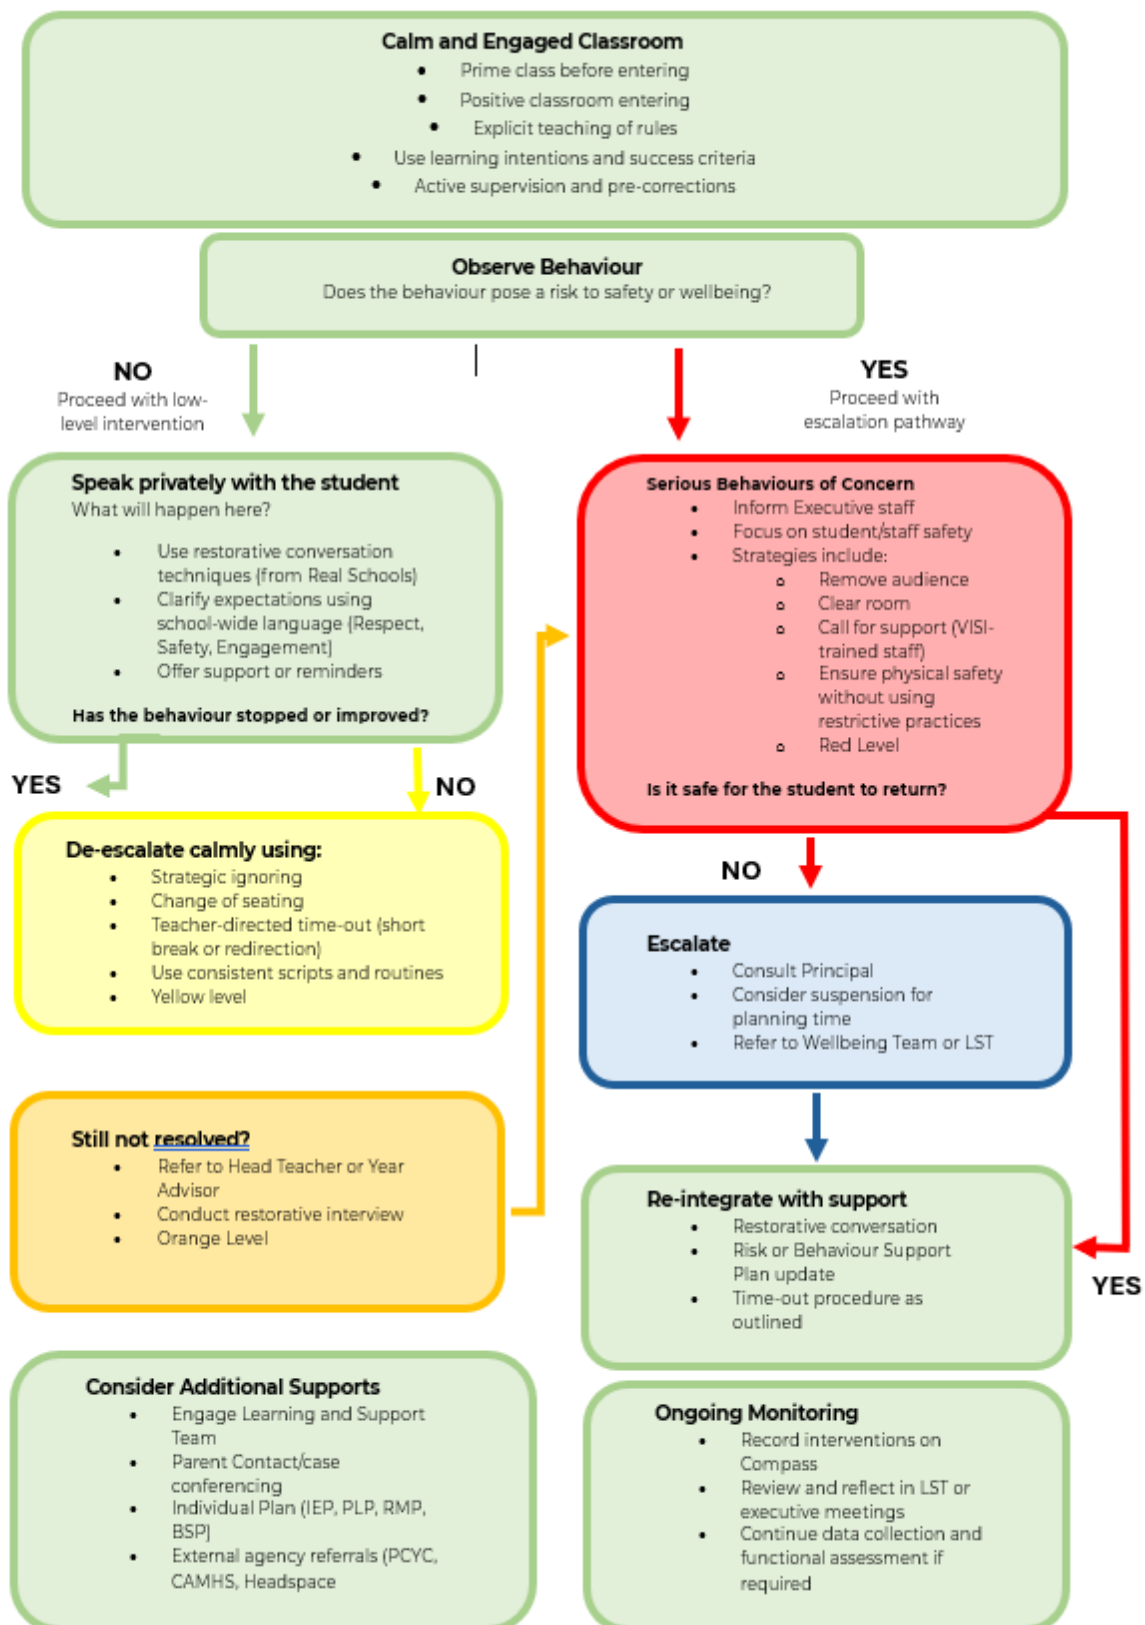 Calm and Engaged Classroom
• Prime class before entering
• Positive classroom entering
• Explicit teaching of rules
• Use learning intentions and success criteria
• Active supervision and pre-corrections
Observe Behaviour
Does the behaviour pose a risk to safety or wellbeing?
NO
Proceed with low-
level intervention
YES
Proceed with
escalation pathway
Speak privately with the student
What will happen here?
• Use restorative conversation
techniques (from Real Schools)
• Clarify expectations using
school-wide language (Respect,
Safety, Engagement)
• Offer support or reminders
Has the behaviour stopped or improved?
YES
NO
Serious Behaviours of Concern
• Inform Executive staff
• Focus on student/staff safety
• Strategies include:
o Remove audience
o Clear room
o Call for support (VISI-
trained staff)
o Ensure physical safety
without using
restrictive practices
o Red Level
Is it safe for the student to return?
NO
De-escalate calmly using:
• Strategic ignoring
• Change of seating
• Teacher-directed time-out (short
break or redirection)
• Use consistent scripts and routines
• Yellow level
Escalate
• Consult Principal
• Consider suspension for
planning time
• Refer to Wellbeing Team or LST
Still not resolved?
• Refer to Head Teacher or Year
Advisor
• Conduct restorative interview
• Orange Level
Re-integrate with support
• Restorative conversation
• Risk or Behaviour Support
Plan update
• Time-out procedure as
outlined
YES
Consider Additional Supports
• Engage Learning and Support
Team
• Parent Contact/case
conferencing
• Individual Plan (IEP, PLP, RMP,
BSP)
• External agency referrals (PCYC,
CAMHS, Headspace
Ongoing Monitoring
• Record interventions on
Compass
• Review and reflect in LST or
executive meetings
• Continue data collection and
functional assessment if
required